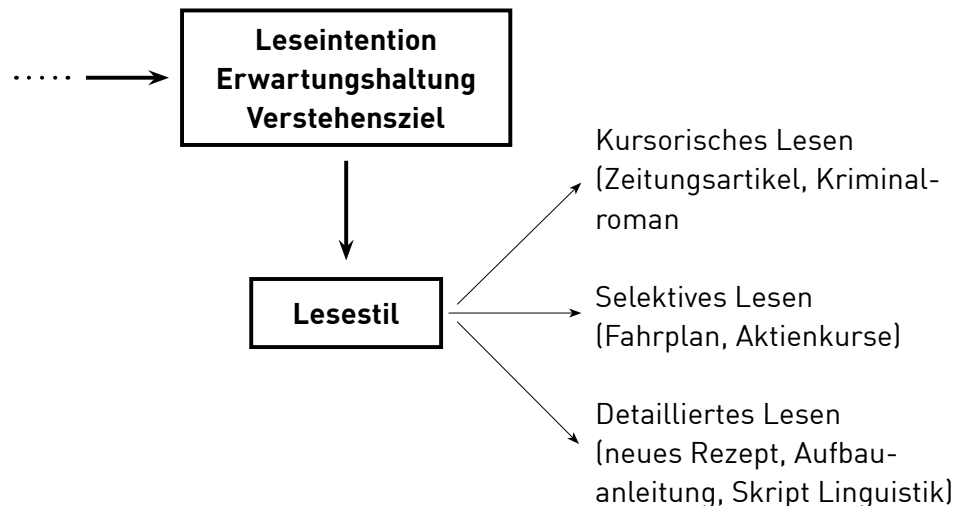 Leseintention
Erwartungshaltung
Verstehensziel
Kursorisches Lesen
(Zeitungsartikel, Kriminal-
roman
Lesestil
Selektives Lesen
(Fahrplan, Aktienkurse)
Detailliertes Lesen
(neues Rezept, Aufbau-
anleitung, Skript Linguistik)